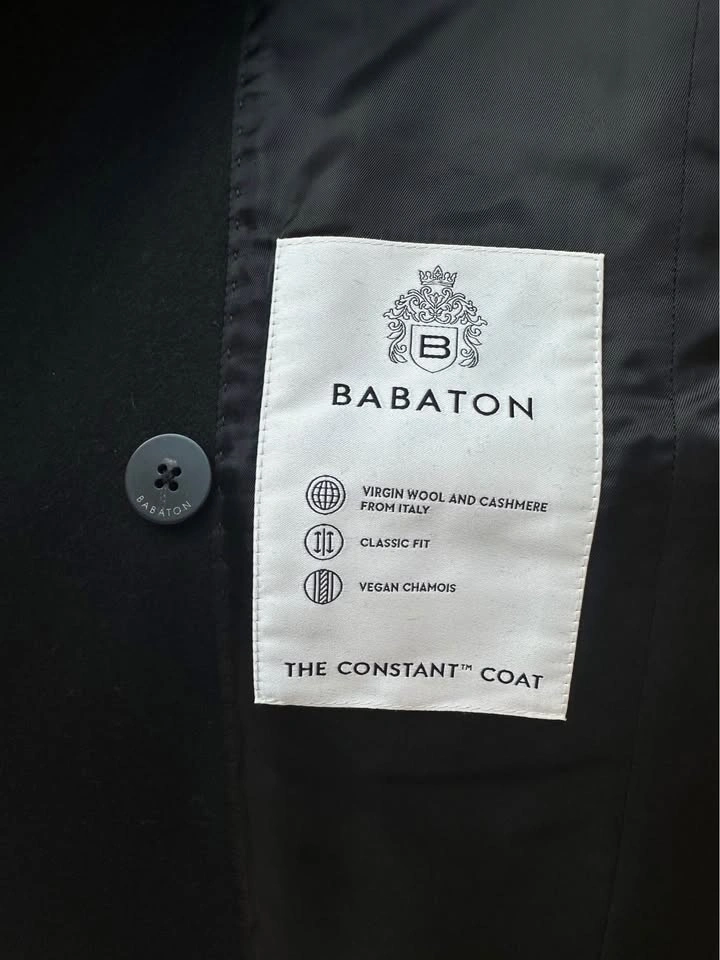 B
BABATON
VIRGIN WOOL AND CASHMERE
FROM ITALY
CLASSIC FIT
VEGAN CHAMOIS
THE CONSTANT™ COAT
BABATON